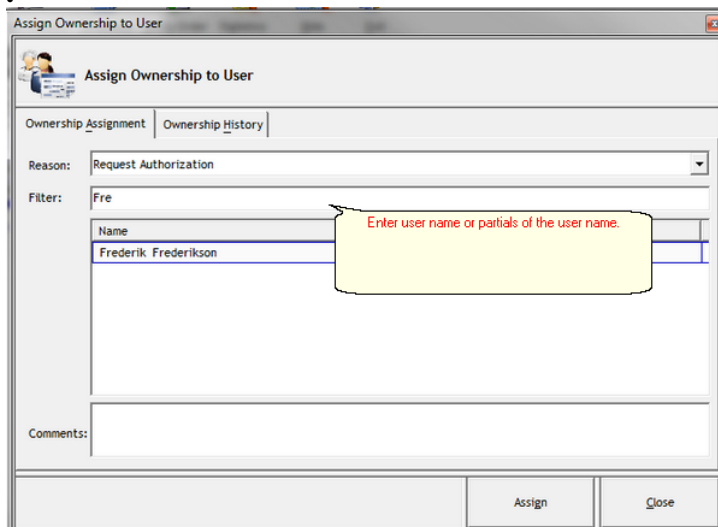 Assign Ownership to User
Assign Ownership to User
Ownership Assignment Ownership History
Reason: Request Authorization
Filter: Fre
Enter user name or partials of the user name.
Name
Frederik Frederikson
Comments:
Assign Close